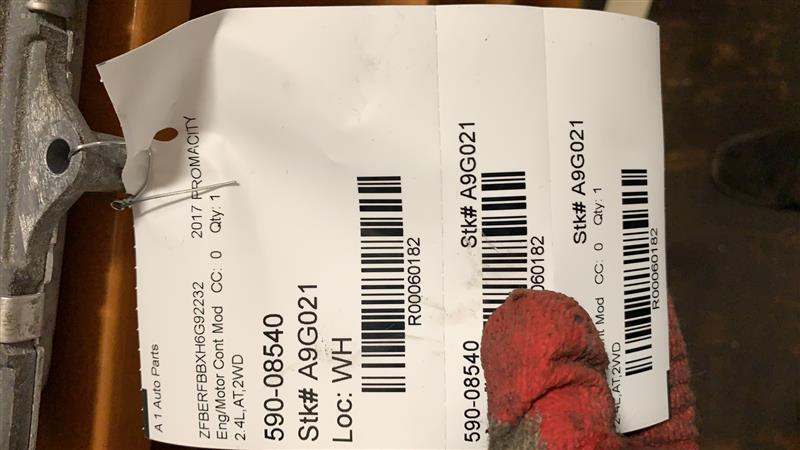 A 1 Auto Parts
ZFBERFBBXH6G92232 2017 PROMACITY
Eng/Motor Cont Mod CC: 0 Qty: 1
2.4L,AT,2WD
590-08540
Stk# A9G021
Loc: WH
R00060182
590-08540 Stk# A9G021
060182
Stk# A9G021
Cont Mod CC: 0 Qty: 1
2.4L,AT,2WD
R00060182